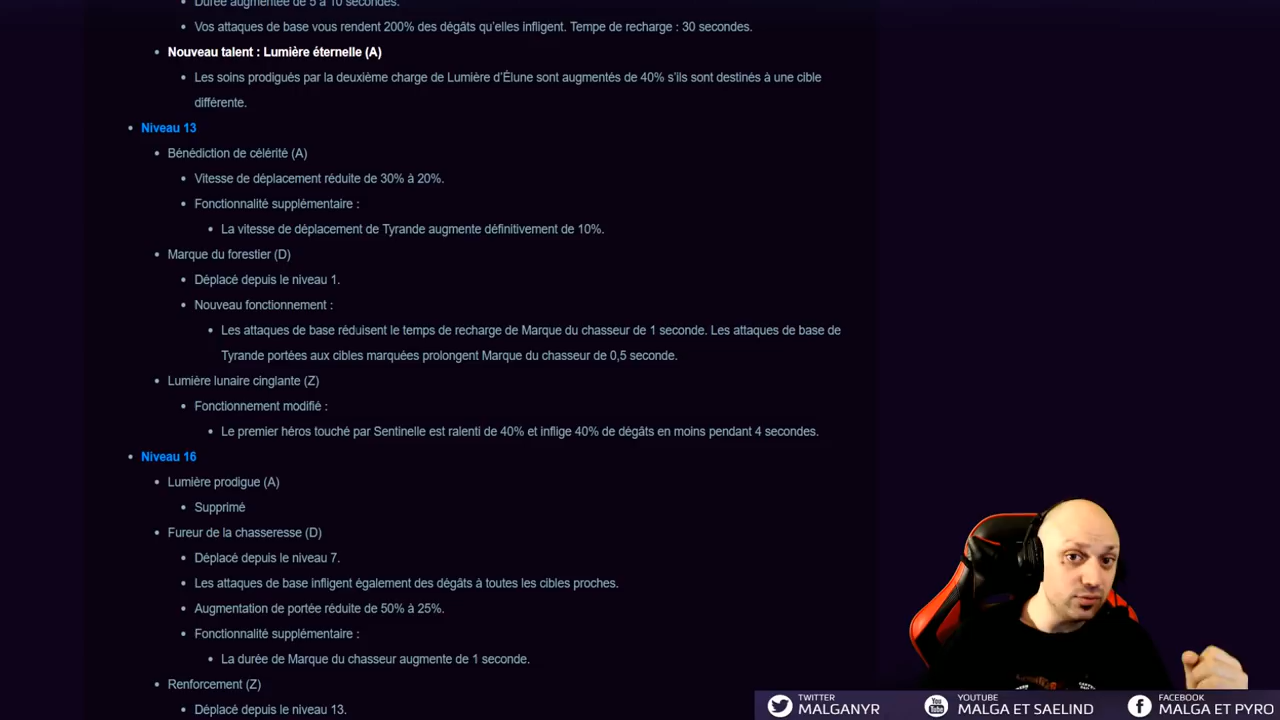 Durée augmentée de 5 à 10 secondes.
Vos attaques de base vous rendent 200% des dégâts qu'elles infligent. Tempe de recharge : 30 secondes.
Nouveau talent : Lumière éternelle (A)
Les soins prodigués par la deuxième charge de Lumière d'Élune sont augmentés de 40% s'ils sont destinés à une cible
différente.
Niveau 13
Bénédiction de célérité (A)
Vitesse de déplacement réduite de 30% à 20%.
Fonctionnalité supplémentaire :
La vitesse de déplacement de Tyrande augmente définitivement de 10%.
Marque du forestier (D)
Déplacé depuis le niveau 1.
Nouveau fonctionnement :
Les attaques de base réduisent le temps de recharge de Marque du chasseur de 1 seconde. Les attaques de base de
Tyrande portées aux cibles marquées prolongent Marque du chasseur de 0,5 seconde.
Lumière lunaire cinglante (Z)
Fonctionnement modifié :
Le premier héros touché par Sentinelle est ralenti de 40% et inflige 40% de dégâts en moins pendant 4 secondes.
Niveau 16
Lumière prodigue (A)
Supprimé
Fureur de la chasseresse (D)
Déplacé depuis le niveau 7.
Les attaques de base infligent également des dégâts à toutes les cibles proches.
Augmentation de portée réduite de 50% à 25%.
Fonctionnalité supplémentaire :
La durée de Marque du chasseur augmente de 1 seconde.
Renforcement (Z)
Déplacé depuis le niveau 13.
TWITTER
MALGANYR
YOUTUBE
MALGA ET SAELIND
FACEBOOK
MALGA ET PYRO